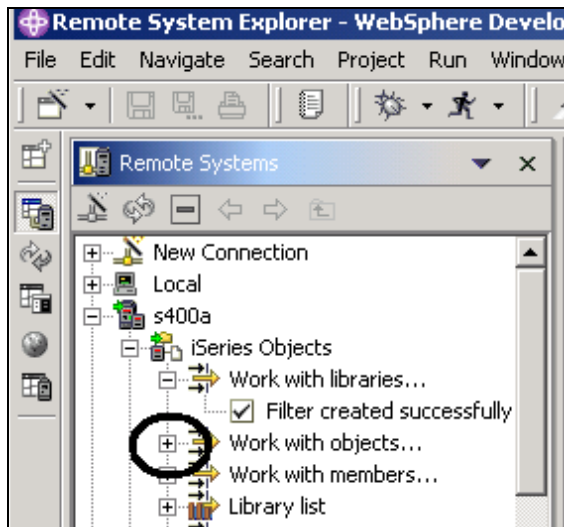 Remote System Explorer - WebSphere Develo
File Edit Navigate Search Project Run Window
Remote Systems
New Connection
Local
s400a
iSeries Objects
Work with libraries...
Filter created successfully
Work with objects...
Work with members...
Library list